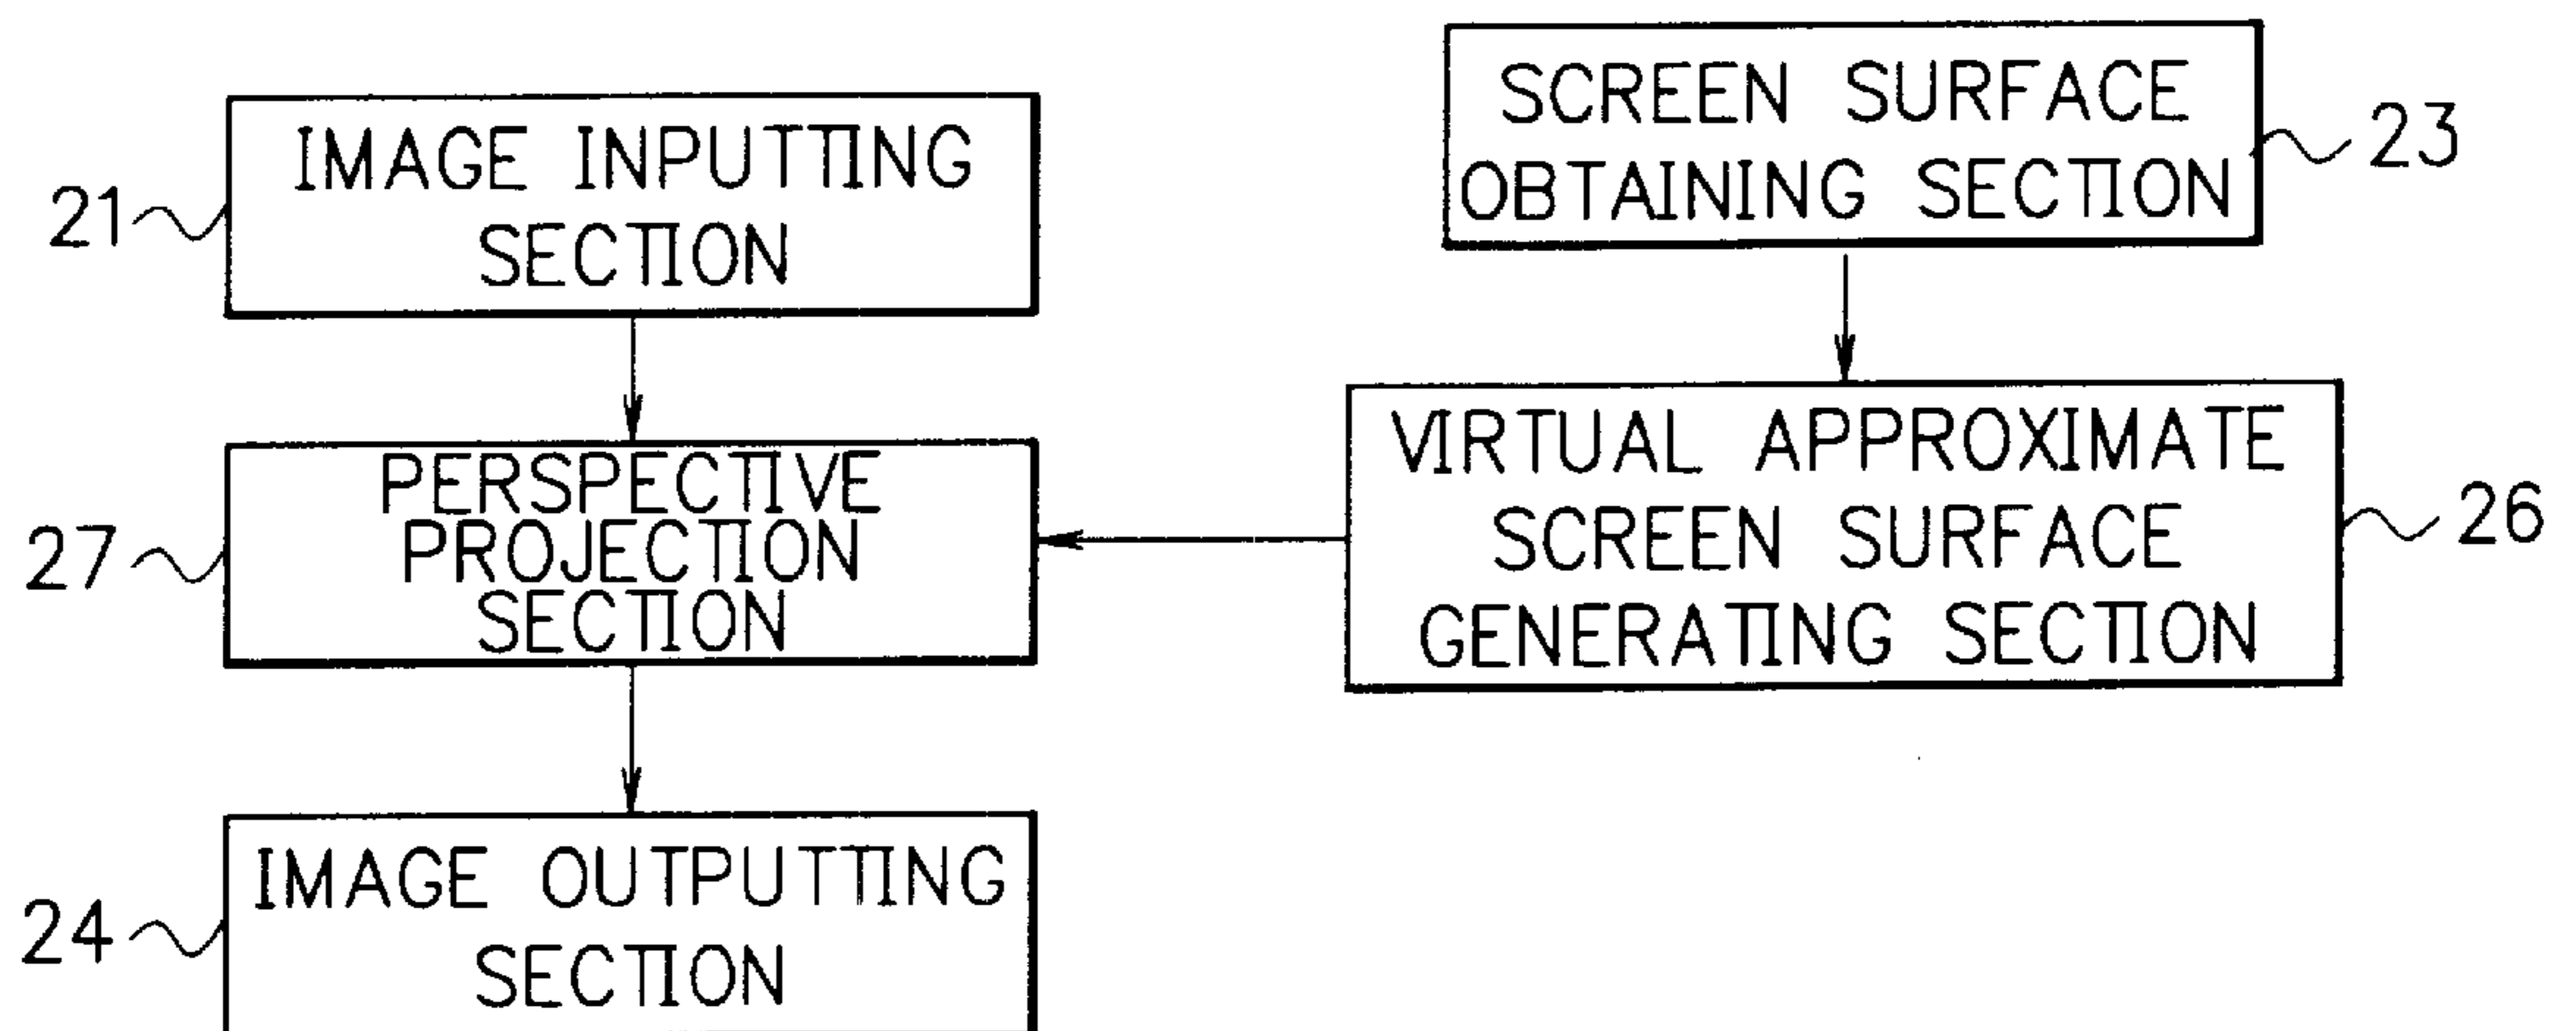 21
IMAGE INPUTTING
SECTION
SCREEN SURFACE
OBTAINING SECTION
23
27
PERSPECTIVE
PROJECTION
SECTION
VIRTUAL APPROXIMATE
SCREEN SURFACE
GENERATING SECTION
26
24
IMAGE OUTPUTTING
SECTION